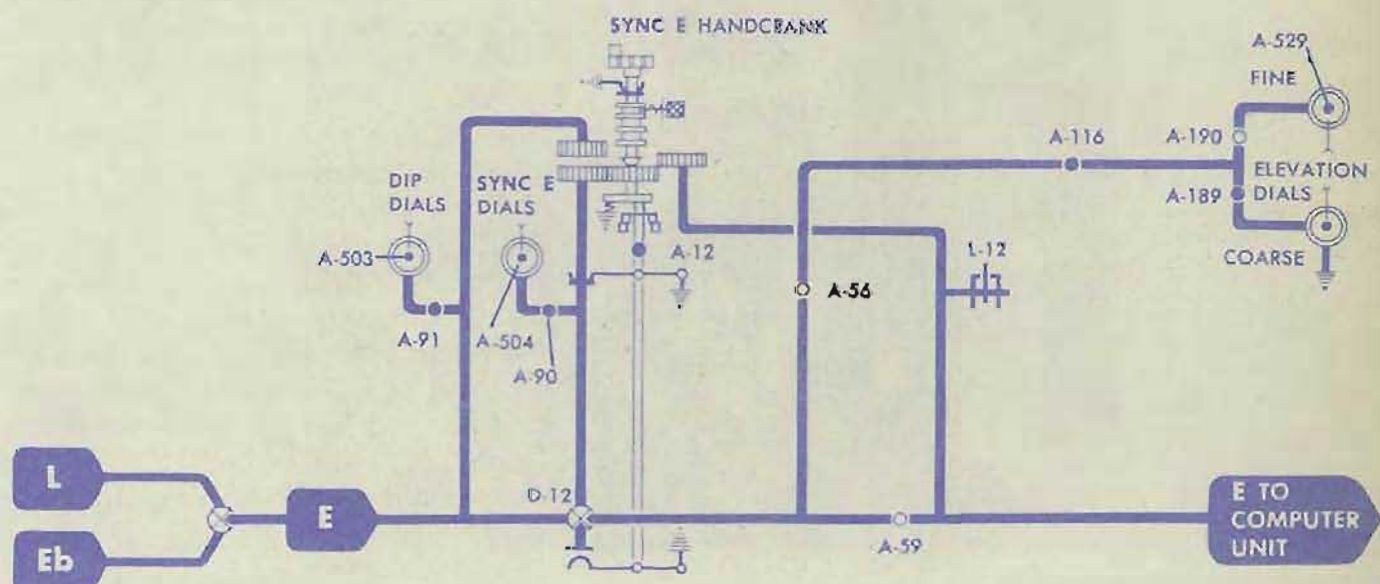 SYNC E HANDCRANK
A-529
FINE
A-116
A-190
DIP
DIALS
SYNC E
DIALS
A-189
ELEVATION
DIALS
A-503
A-12
L-12
COARSE
A-56
A-91
A-504
A-90
L
D-12
E
E TO
COMPUTER
UNIT
Eb
A-59